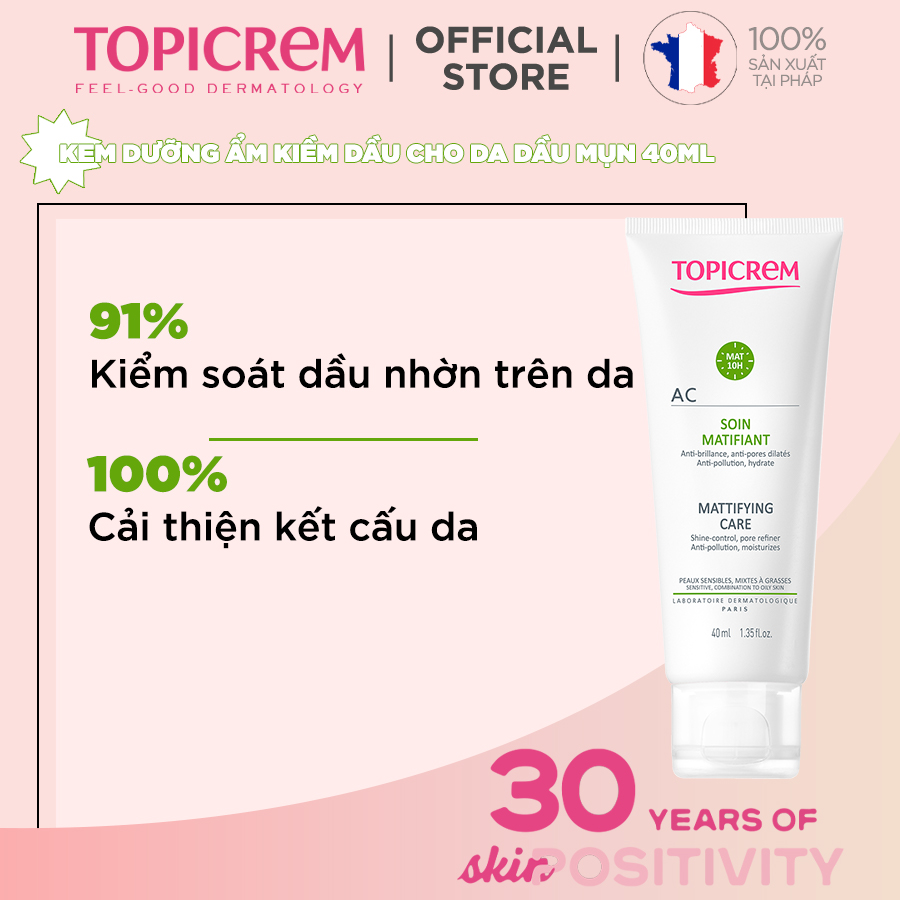 TOPICREM
FEEL-GOOD DERMATOLOGY
OFFICIAL
STORE
100%
SẢN XUẤT
TẠI PHÁP
KEM DƯỠNG ẨM KIỀM DẦU CHO DA DẦU MỤN 40ML
91%
Kiểm soát dầu nhờn trên da
100%
Cải thiện kết cấu da
TOPICREM
MAT
10H
AC
SOIN
MATIFIANT
Anti-brillance, anti-pores dilatés
Anti-pollution, hydrate
MATTIFYING
CARE
Shine-control, pore refiner
Anti-pollution, moisturizes
PEAUX SENSIBLES, MIXTES À GRASSES
SENSITIVE, COMBINATION TO OILY SKIN
LABORATOIRE DERMATOLOGIQUE
PARIS
40 ml 1.35 fl.oz.
30 YEARS OF
skin POSITIVITY